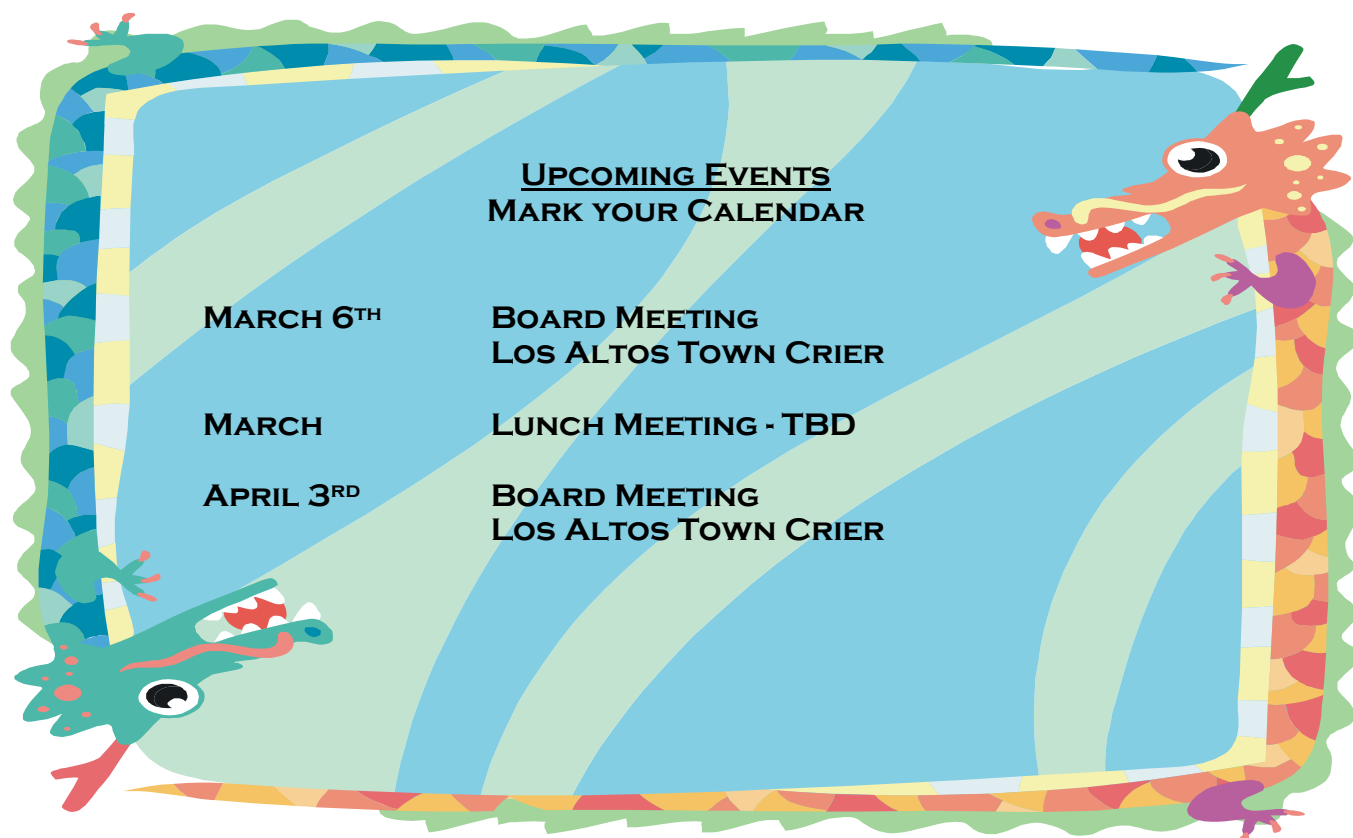 Upcoming Events
Mark your Calendar
March 6th Board Meeting
Los Altos Town Crier
March Lunch Meeting - TBD
April 3rd Board Meeting
Los Altos Town Crier